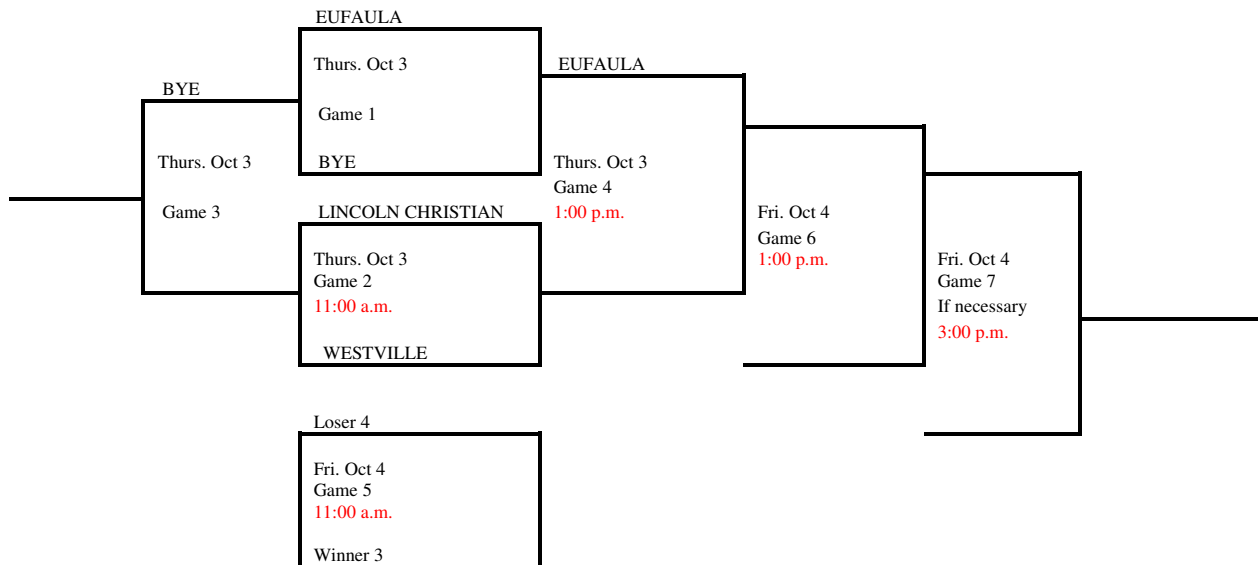 EUFAULA
Thurs. Oct 3
EUFAULA
BYE
Game 1
Thurs. Oct 3
BYE
Thurs. Oct 3
Game 4
1:00 p.m.
Game 3
LINCOLN CHRISTIAN
Fri. Oct 4
Game 6
1:00 p.m.
Thurs. Oct 3
Game 2
11:00 a.m.
Fri. Oct 4
Game 7
If necessary
3:00 p.m.
WESTVILLE
Loser 4
Fri. Oct 4
Game 5
11:00 a.m.
Winner 3